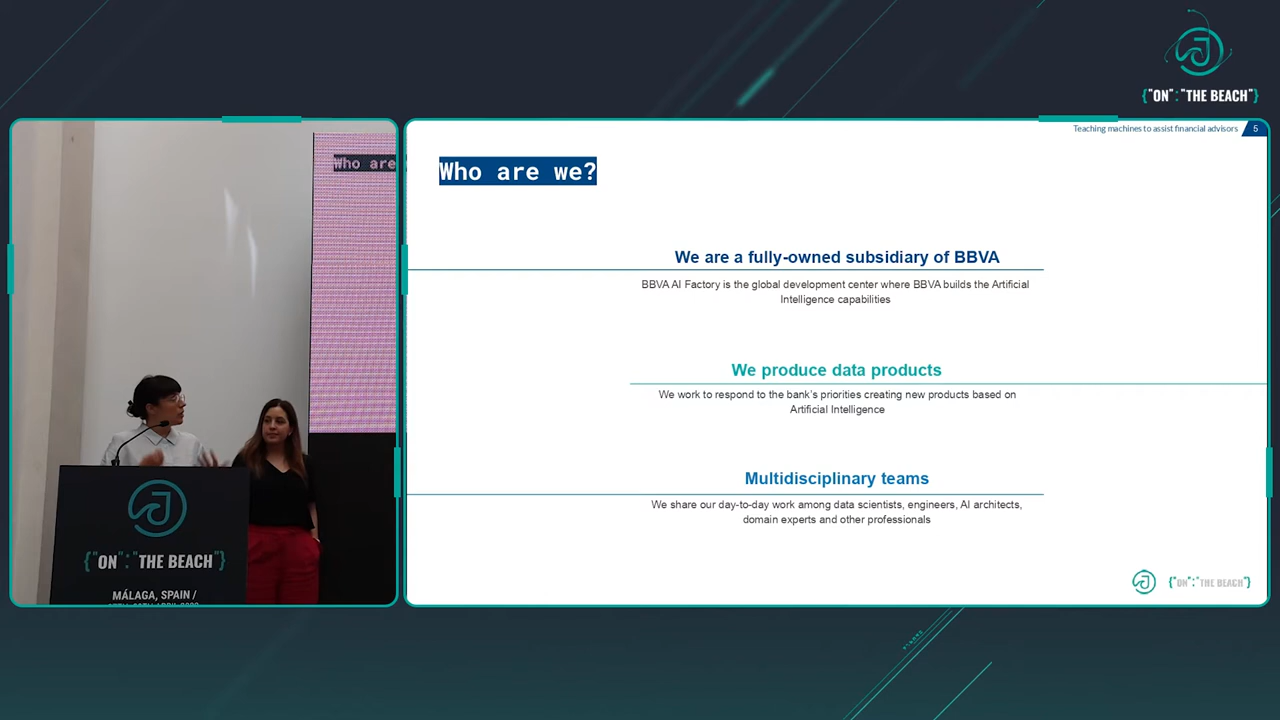 {"ON":"THE BEACH"}
Teaching machines to assist financial advisors 5
Who are we?
Who are
We are a fully-owned subsidiary of BBVA
BBVA AI Factory is the global development center where BBVA builds the Artificial
Intelligence capabilities
We produce data products
We work to respond to the bank's priorities creating new products based on
Artificial Intelligence
Multidisciplinary teams
We share our day-to-day work among data scientists, engineers, AI architects,
domain experts and other professionals
{"ON":"THE BEACH"}
MÁLAGA, SPAIN /
{"ON":"THE BEACH"}